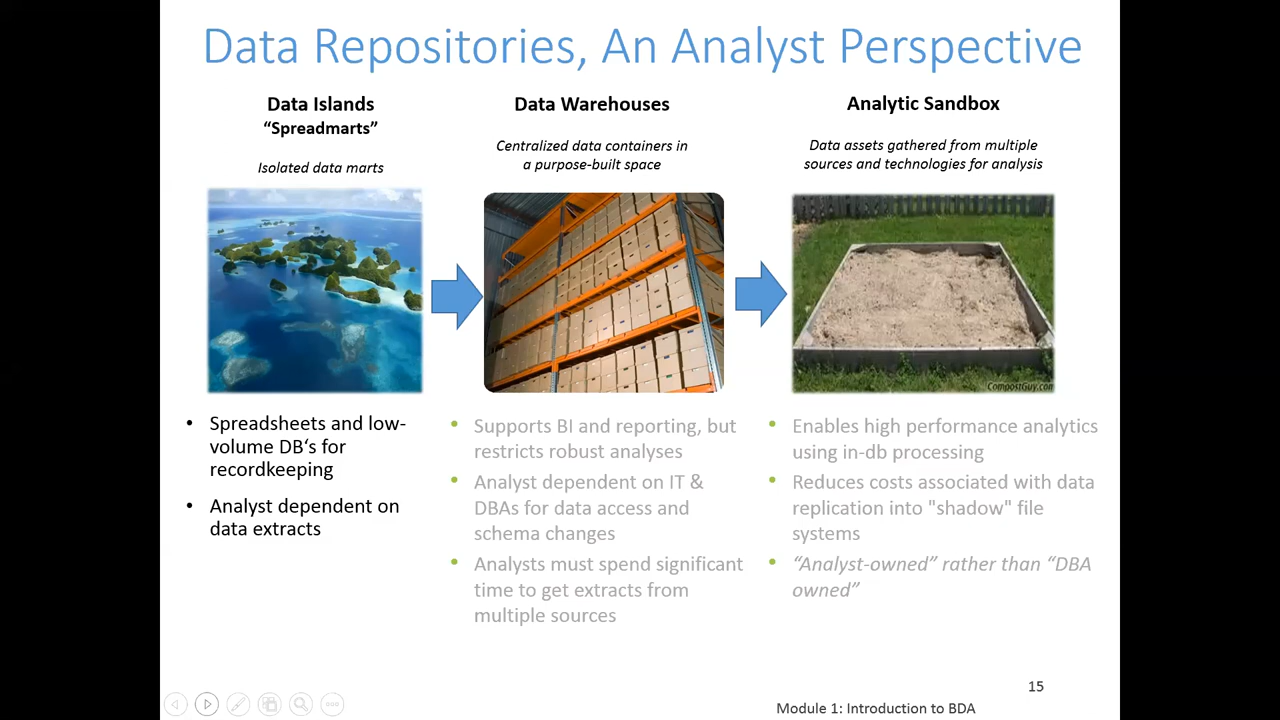 Data Repositories, An Analyst Perspective
Data Islands
“Spreadmarts”
Isolated data marts
Data Warehouses
Centralized data containers in
a purpose-built space
Analytic Sandbox
Data assets gathered from multiple
sources and technologies for analysis
CompostGuy.com
• Spreadsheets and low-
volume DB‘s for
recordkeeping
• Analyst dependent on
data extracts
• Supports BI and reporting, but
restricts robust analyses
• Analyst dependent on IT &
DBAs for data access and
schema changes
• Analysts must spend significant
time to get extracts from
multiple sources
• Enables high performance analytics
using in-db processing
• Reduces costs associated with data
replication into "shadow" file
systems
• “Analyst-owned” rather than “DBA
owned”
15
Module 1: Introduction to BDA